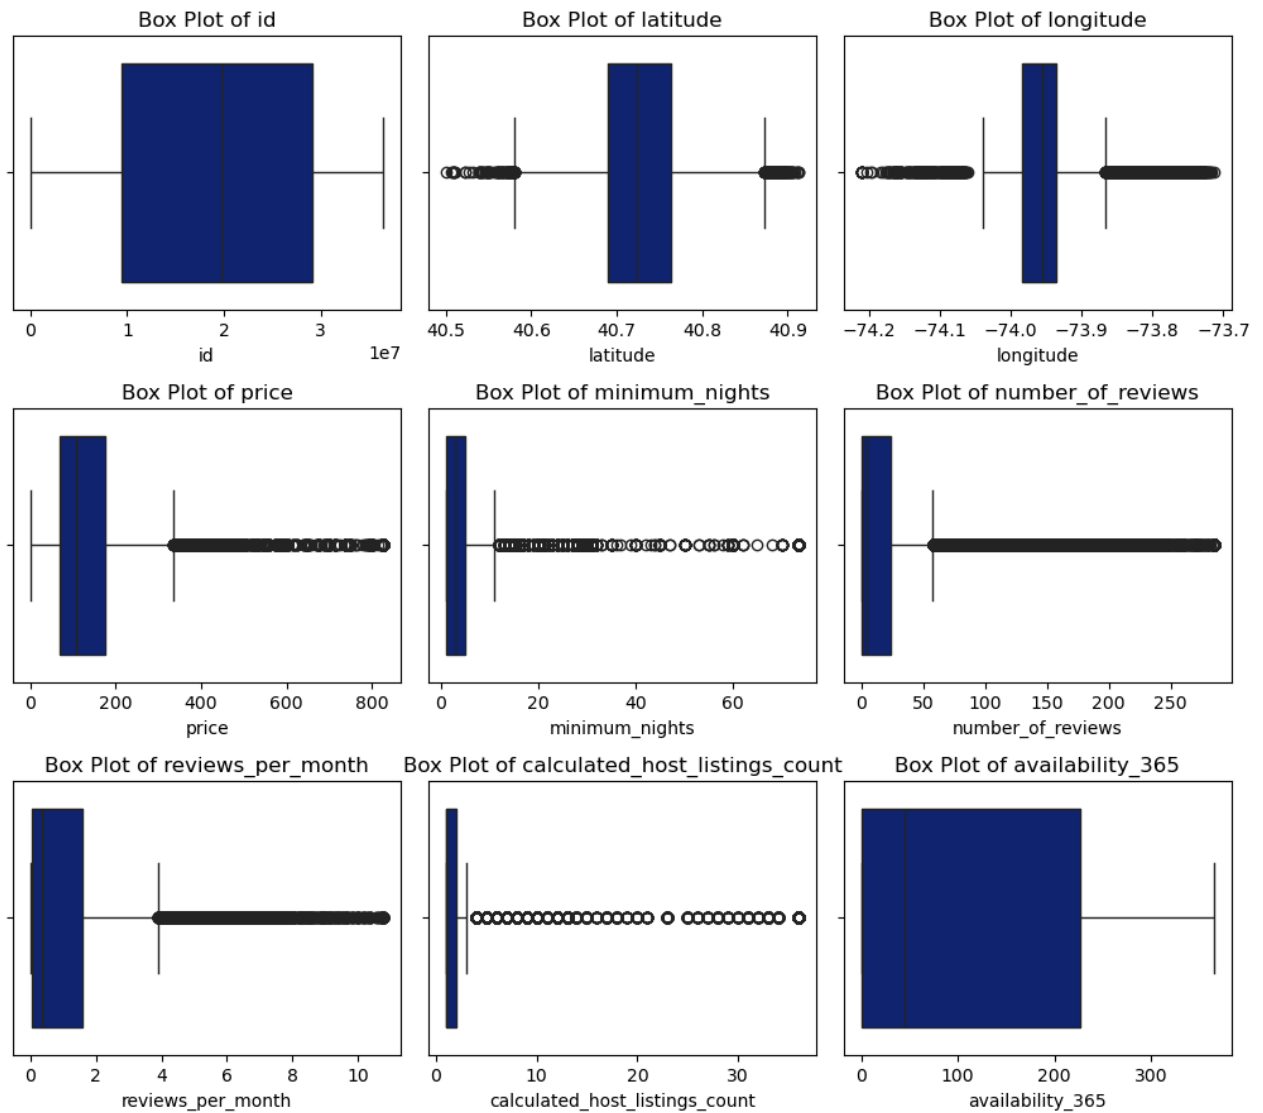 Box Plot of id
Box Plot of latitude
Box Plot of longitude
0 1 2 3
1e7
id
40.5 40.6 40.7 40.8 40.9
latitude
−74.2 −74.1 −74.0 −73.9 −73.8 −73.7
longitude
Box Plot of price
Box Plot of minimum_nights
Box Plot of number_of_reviews
0 200 400 600 800
price
0 20 40 60
minimum_nights
0 50 100 150 200 250
number_of_reviews
Box Plot of reviews_per_month
Box Plot of calculated_host_listings_count
Box Plot of availability_365
0 2 4 6 8 10
reviews_per_month
0 10 20 30
calculated_host_listings_count
0 100 200 300
availability_365